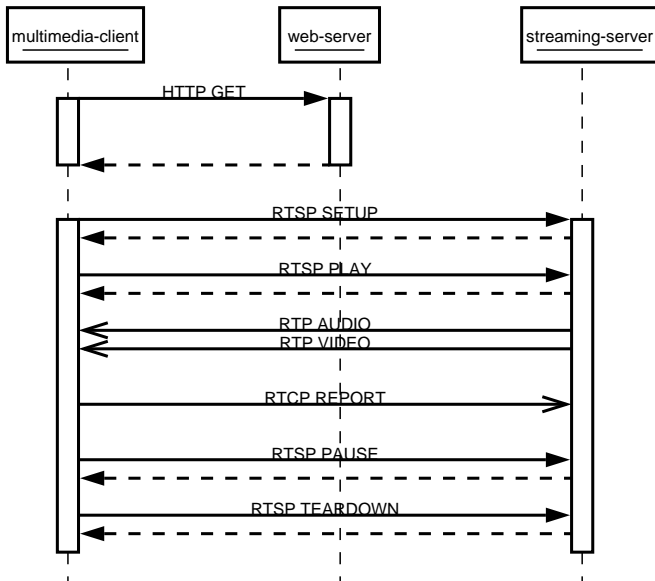 multimedia-client
web-server
streaming-server
HTTP GET
RTSP SETUP
RTSP PLAY
RTP AUDIO
RTP VIDEO
RTCP REPORT
RTSP PAUSE
RTSP TEARDOWN